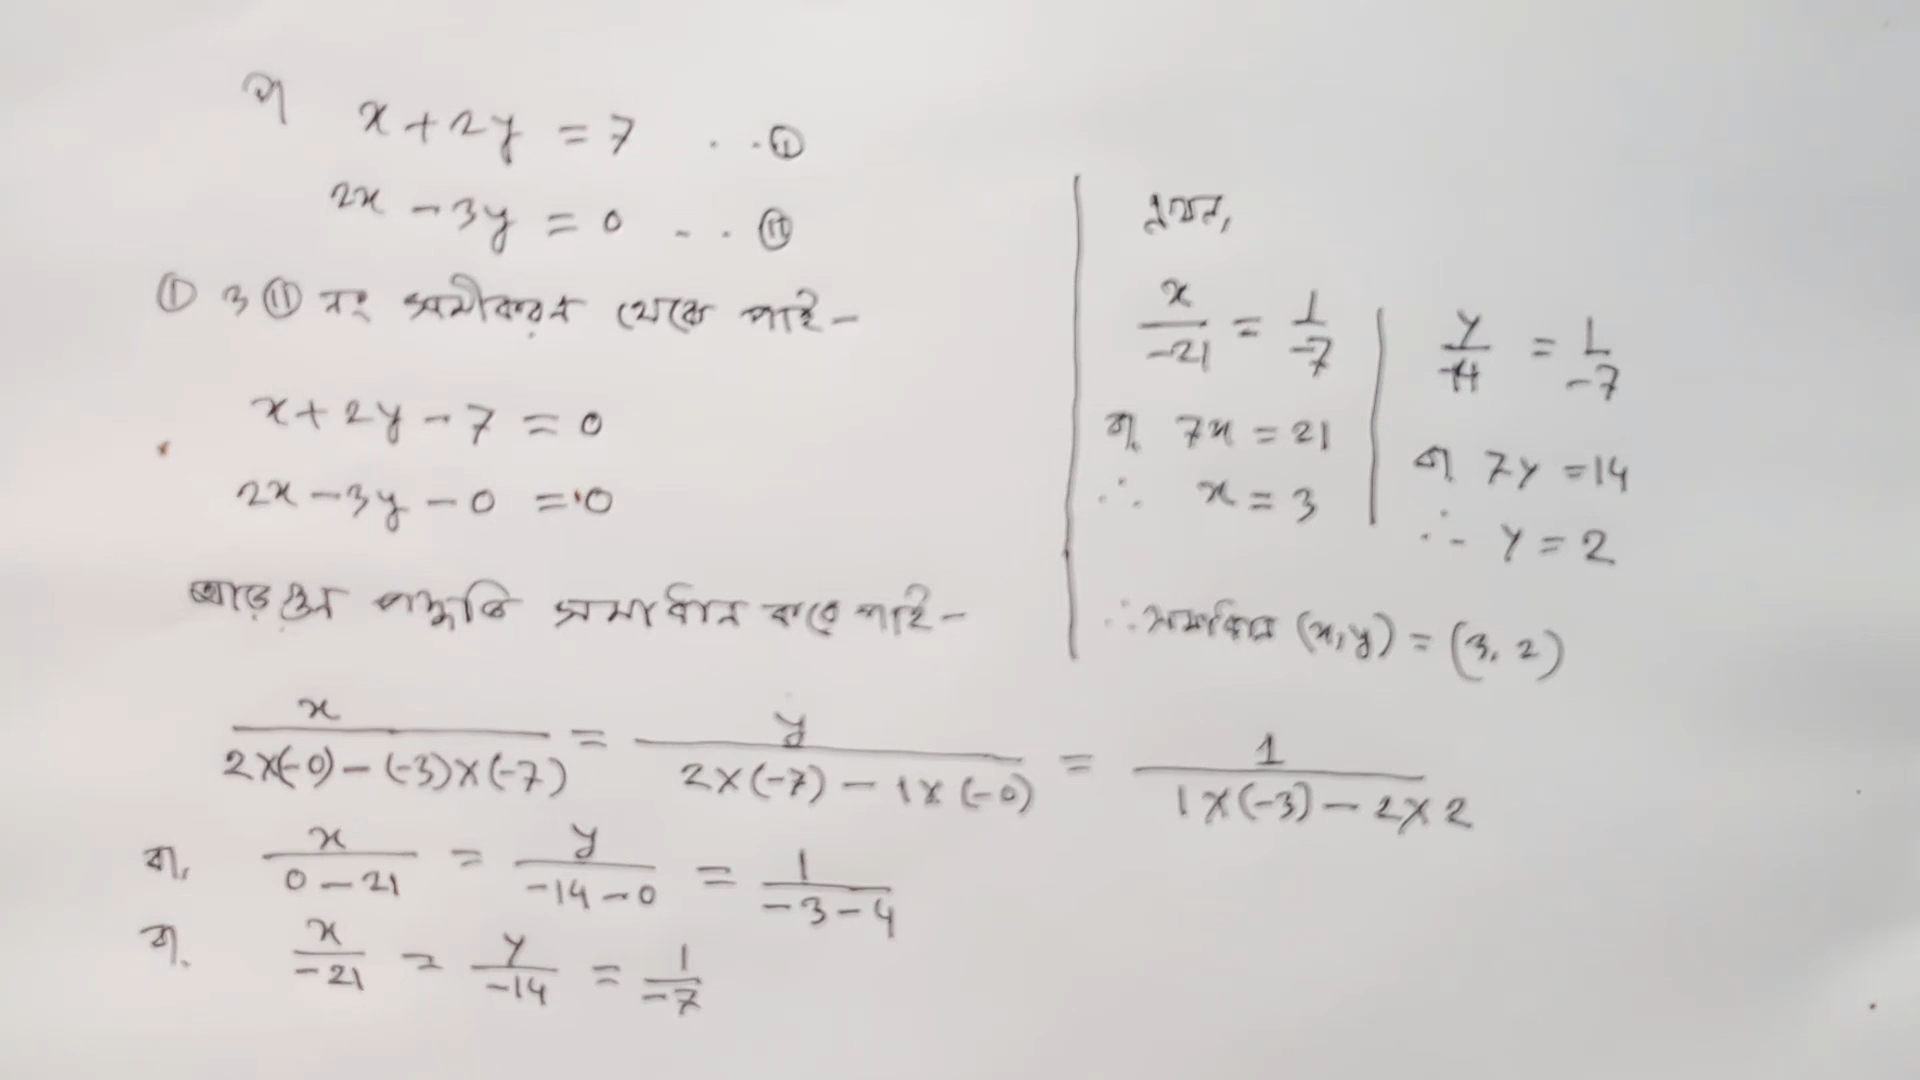 বা, x + 2y = 7 ... (i)
2x - 3y = 0 ... (ii)
(i) ও (ii) নং সমীকরণ থেকে পাই-
x + 2y - 7 = 0
2x - 3y - 0 = 0
আড়গুণ পদ্ধতি সমাধান করে পাই-
x/(2×(-0) - (-3)×(-7)) = y/(2×(-7) - 1×(-0)) = 1/(1×(-3) - 2×2)
বা, x/(0-21) = y/(-14-0) = 1/(-3-4)
বা, x/-21 = y/-14 = 1/-7
এখন,
x/-21 = 1/-7
বা, 7x = 21
∴ x = 3
y/-14 = 1/-7
বা, 7y = 14
∴ y = 2
∴ সমাধান (x, y) = (3, 2)